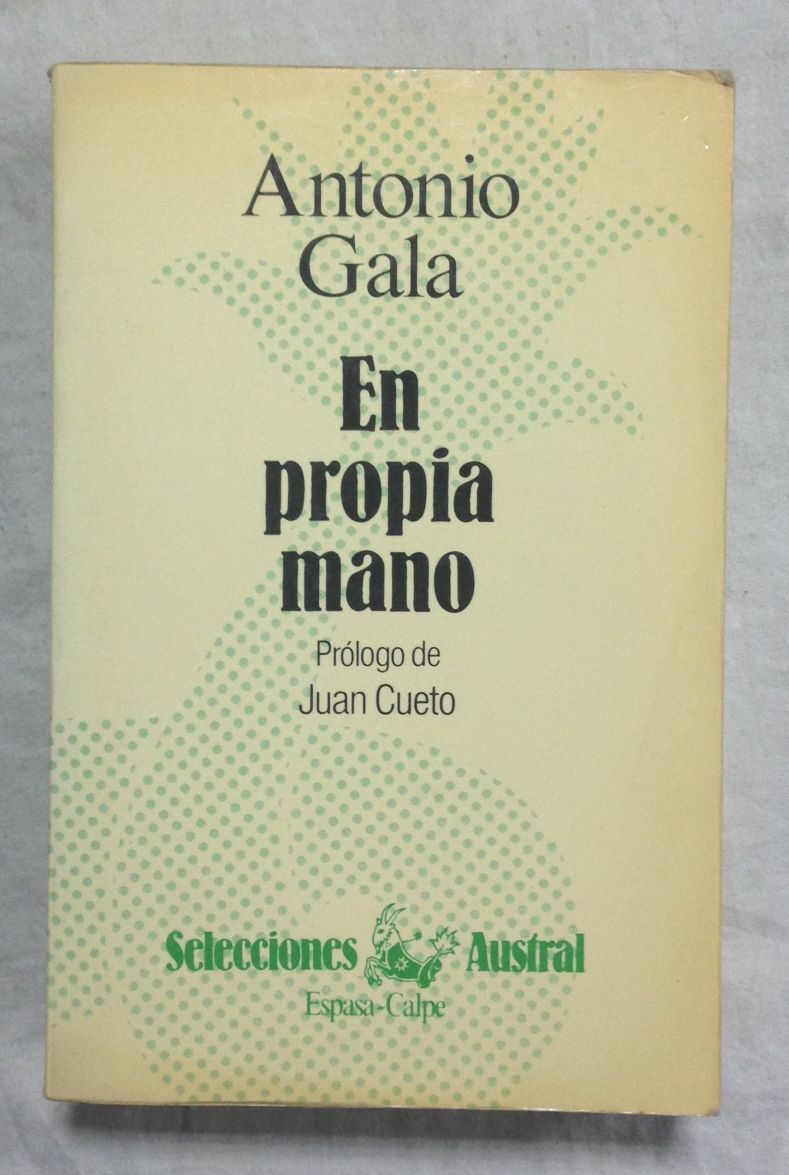 Antonio
Gala
En
propia
mano
Prólogo de
Juan Cueto
Selecciones Austral
Espasa-Calpe